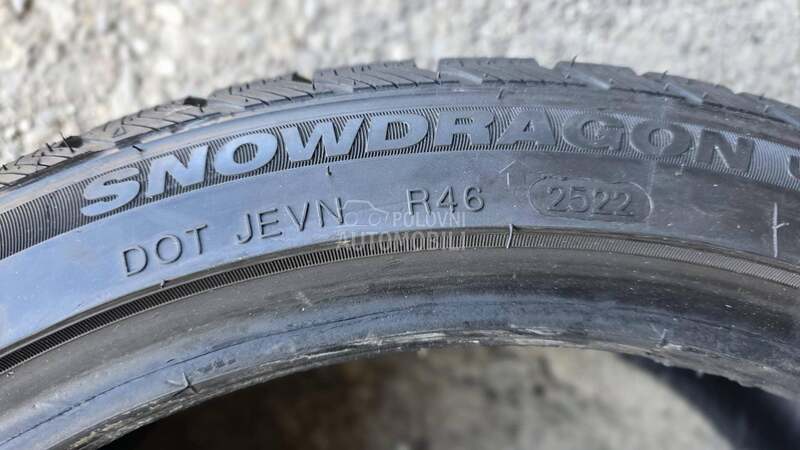 SNOWDRAGON U
DOT JEVN R46 2522
POLOVNI
AUTOMOBILI